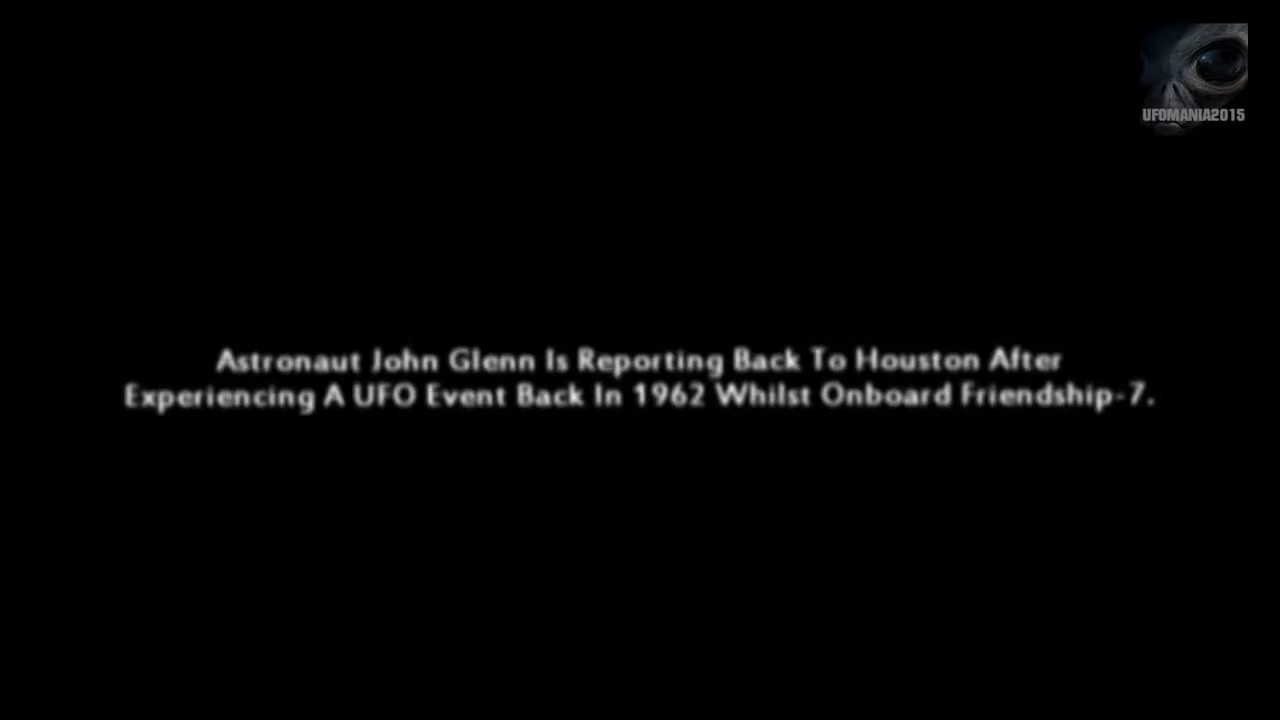 UFOMANIA2015
Astronaut John Glenn Is Reporting Back To Houston After
Experiencing A UFO Event Back In 1962 Whilst Onboard Friendship-7.